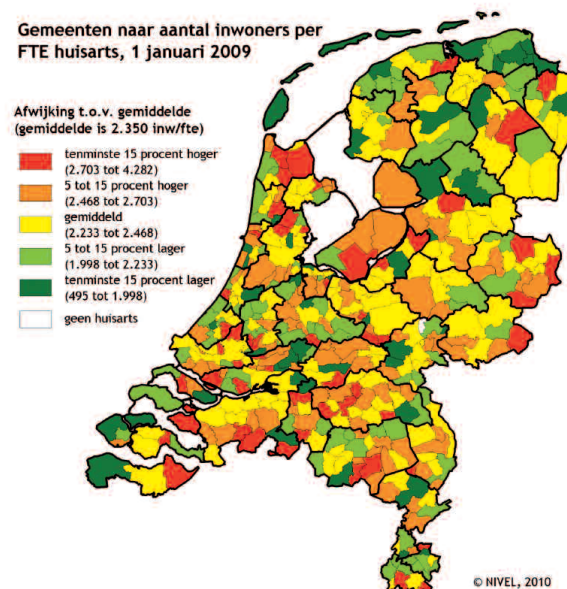 Gemeenten naar aantal inwoners per
FTE huisarts, 1 januari 2009
Afwijking t.o.v. gemiddelde
(gemiddelde is 2.350 inw/fte)
tenminste 15 procent hoger
(2.703 tot 4.282)
5 tot 15 procent hoger
(2.468 tot 2.703)
gemiddeld
(2.233 tot 2.468)
5 tot 15 procent lager
(1.998 tot 2.233)
tenminste 15 procent lager
(495 tot 1.998)
geen huisarts
© NIVEL, 2010